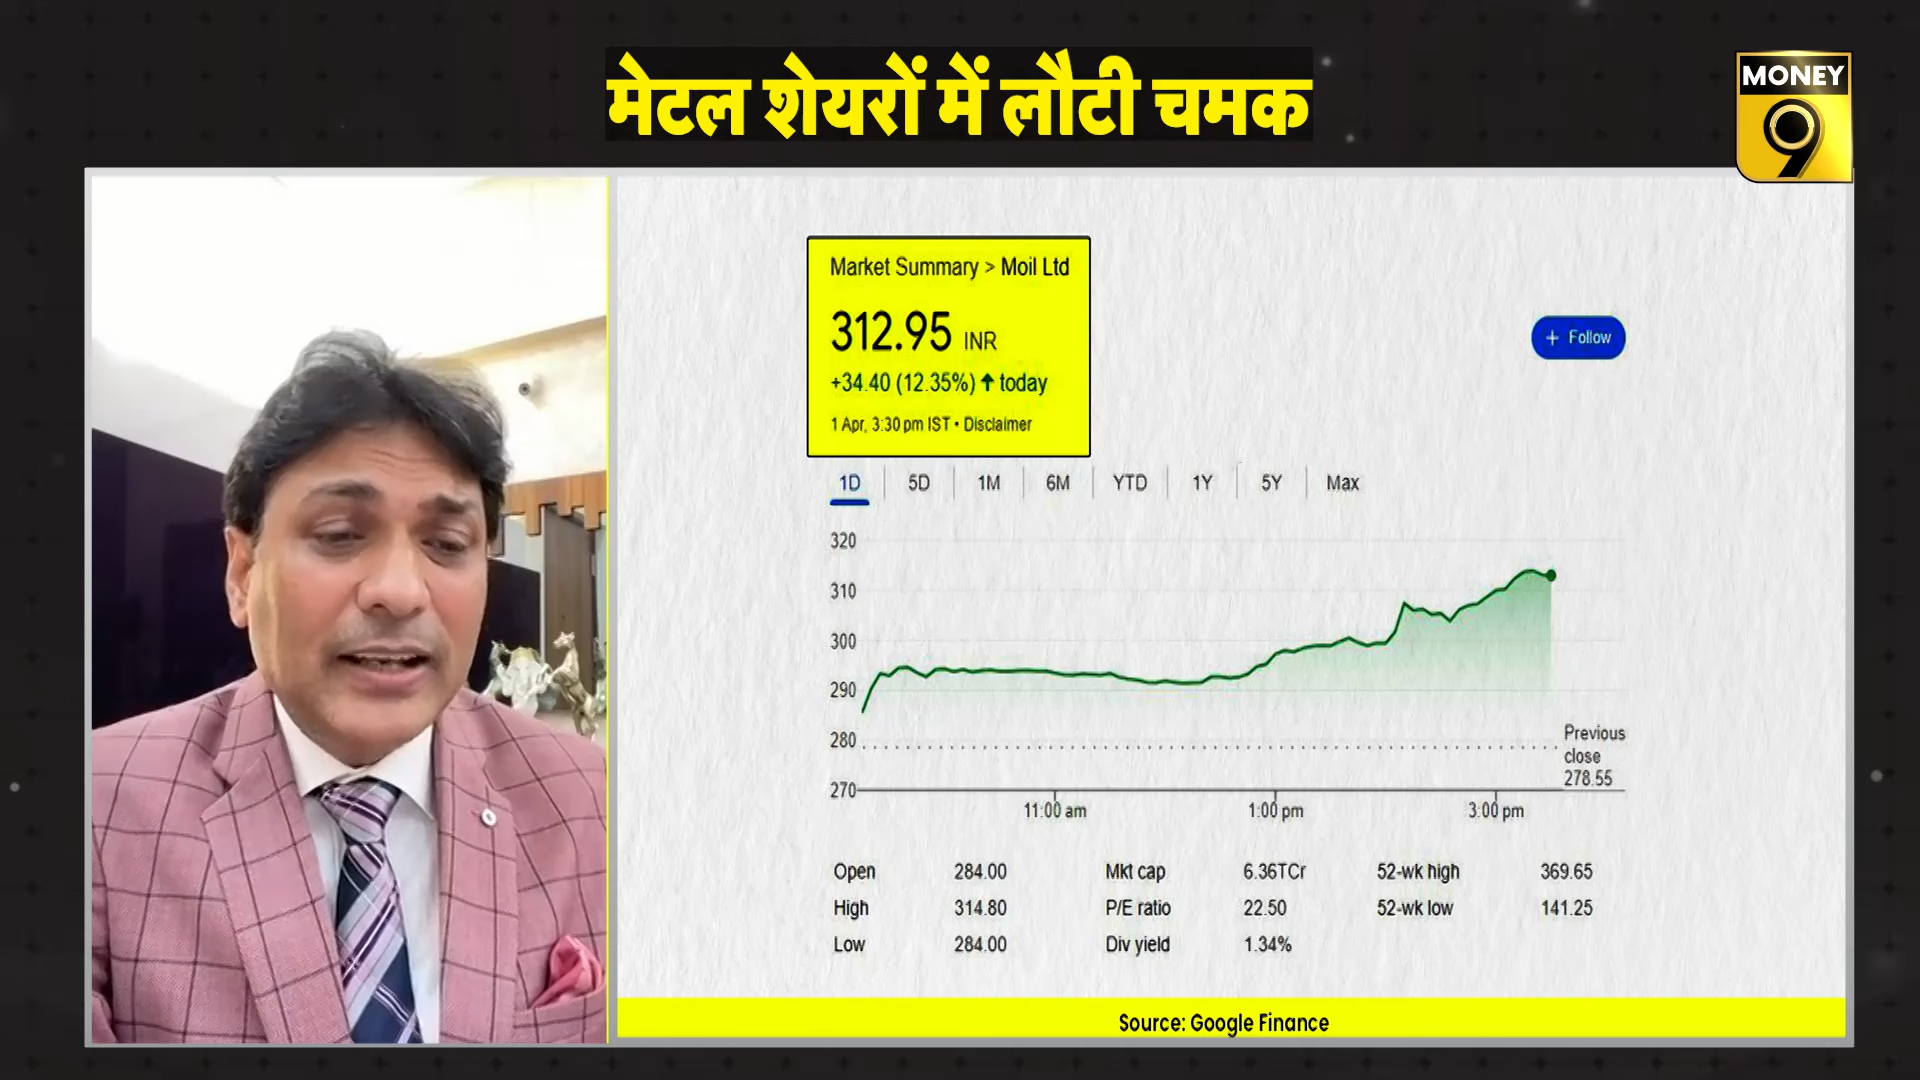 मेटल शेयरों में लौटी चमक
MONEY
9
Market Summary > Moil Ltd
312.95 INR
+34.40 (12.35%) ↑ today
1 Apr, 3:30 pm IST • Disclaimer
+ Follow
1D 5D 1M 6M YTD 1Y 5Y Max
320
310
300
290
280
270
Previous
close
278.55
11:00 am 1:00 pm 3:00 pm
Open 284.00 Mkt cap 6.36TCr 52-wk high 369.65
High 314.80 P/E ratio 22.50 52-wk low 141.25
Low 284.00 Div yield 1.34%
Source: Google Finance